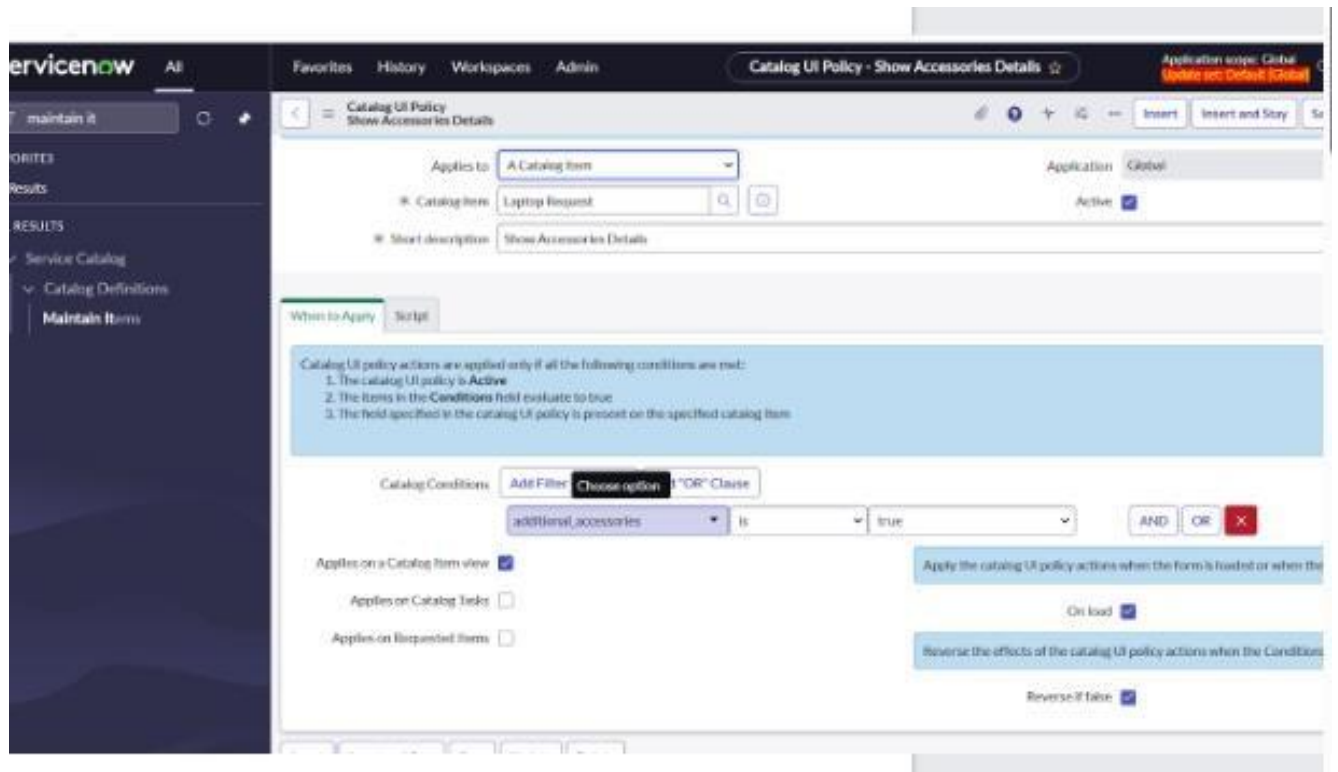 ervicenow All Favorites History Workspaces Admin Catalog UI Policy - Show Accessories Details Application scope: Global
Update set: Default [Global]
maintain it
Catalog UI Policy
Show Accessories Details
Insert Insert and Stay
ORITES
Results
RESULTS
Service Catalog
Catalog Definitions
Maintain Items
Applies to A Catalog Item Application Global
Catalog Item Laptop Request Active
Short description Show Accessories Details
When to Apply Script
Catalog UI policy actions are applied only if all the following conditions are met:
1. The catalog UI policy is Active
2. The items in the Conditions field evaluate to true
3. The field specified in the catalog UI policy is present on the specified catalog item
Catalog Conditions Add Filter Choose option "OR" Clause
additional_accessories is true AND OR
Applies on a Catalog Item view Apply the catalog UI policy actions when the form is loaded or when the
Applies on Catalog Tasks On load
Applies on Requested Items Reverse the effects of the catalog UI policy actions when the Conditions
Reverse if false